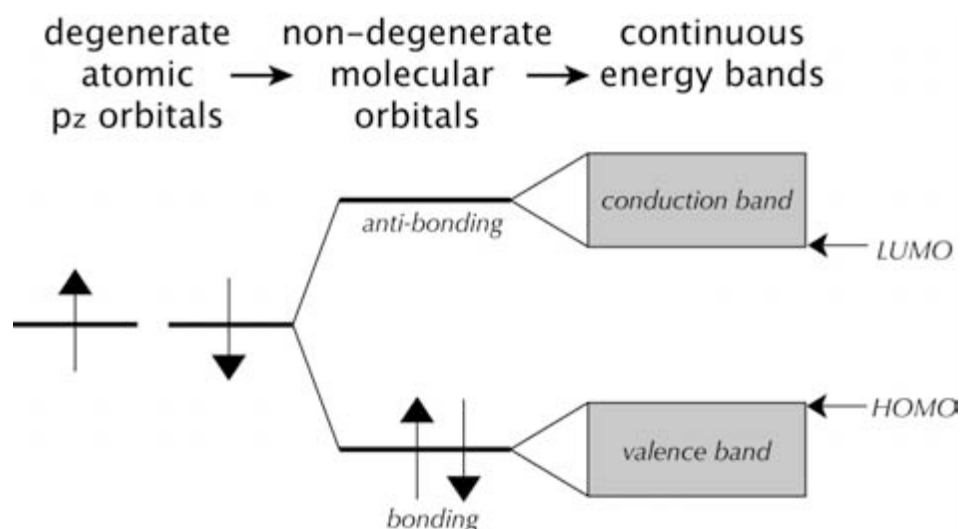 degenerate atomic pz orbitals
non-degenerate molecular orbitals
continuous energy bands
anti-bonding
conduction band
LUMO
HOMO
valence band
bonding